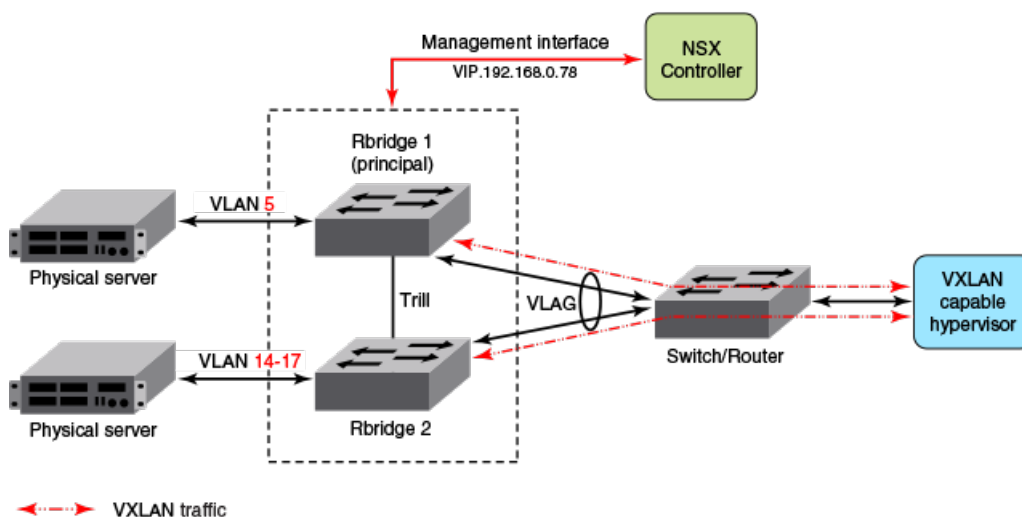 Management interface
VIP.192.168.0.78
NSX
Controller
Rbridge 1
(principal)
VLAN 5
Physical server
Trill
VLAG
VXLAN
capable
hypervisor
Switch/Router
VLAN 14-17
Physical server
Rbridge 2
VXLAN traffic